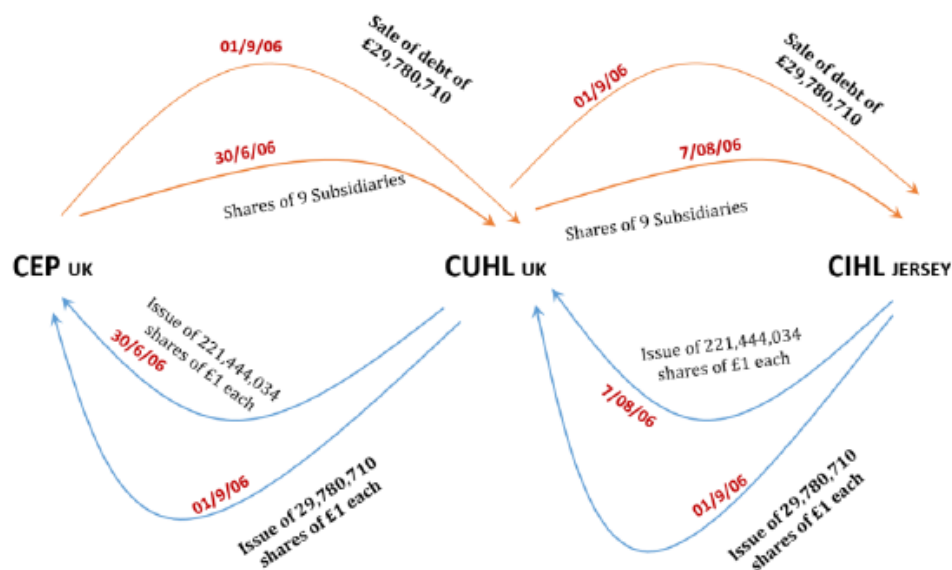 01/9/06
Sale of debt of
£29,780,710
30/6/06
Shares of 9 Subsidiaries
01/9/06
Sale of debt of
£29,780,710
7/08/06
Shares of 9 Subsidiaries
CEP UK
CUHL UK
CIHL JERSEY
Issue of 221,444,034
shares of £1 each
30/6/06
01/9/06
Issue of 29,780,710
shares of £1 each
Issue of 221,444,034
shares of £1 each
7/08/06
01/9/06
Issue of 29,780,710
shares of £1 each